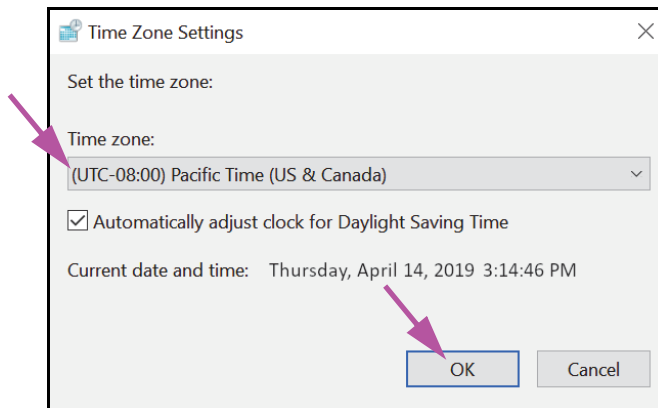 Time Zone Settings
Set the time zone:
Time zone:
(UTC-08:00) Pacific Time (US & Canada)
Automatically adjust clock for Daylight Saving Time
Current date and time: Thursday, April 14, 2019 3:14:46 PM
OK Cancel